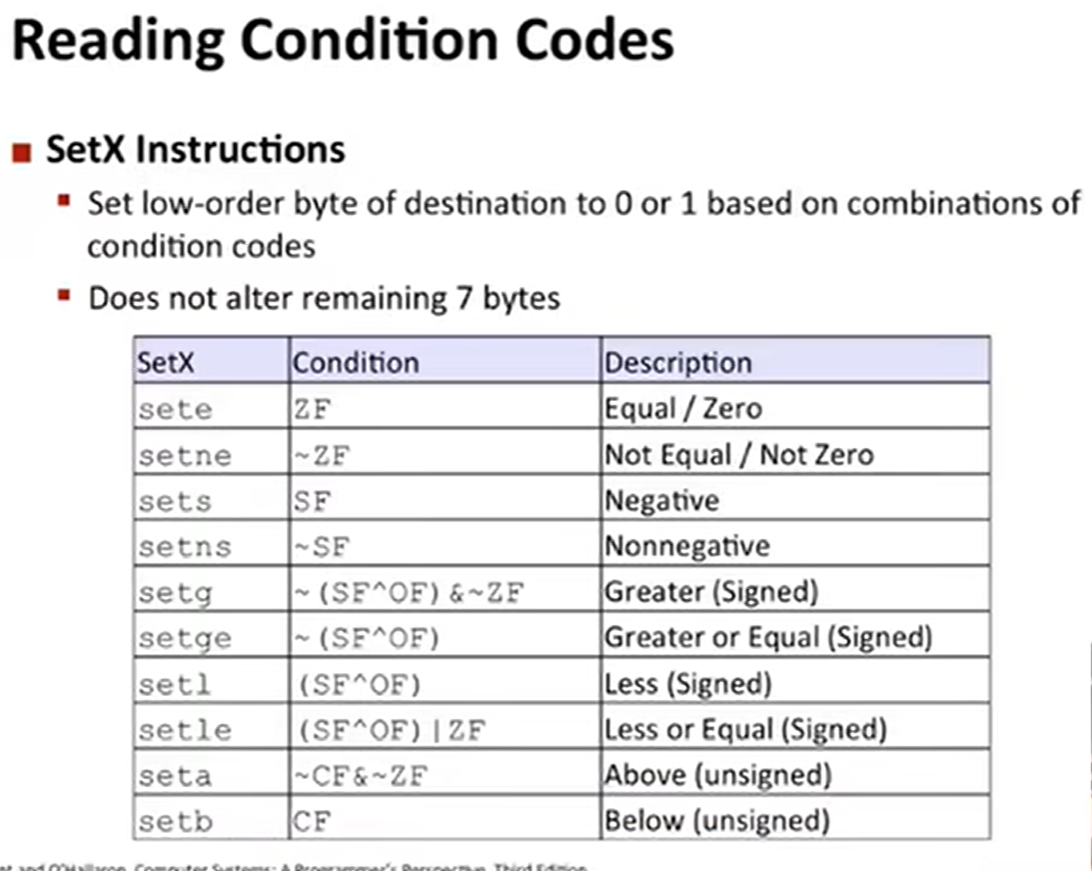 Reading Condition Codes
SetX Instructions
Set low-order byte of destination to 0 or 1 based on combinations of
condition codes
Does not alter remaining 7 bytes
SetX Condition Description
sete ZF Equal / Zero
setne ~ZF Not Equal / Not Zero
sets SF Negative
setns ~SF Nonnegative
setg ~(SF^OF)&~ZF Greater (Signed)
setge ~(SF^OF) Greater or Equal (Signed)
setl (SF^OF) Less (Signed)
setle (SF^OF)|ZF Less or Equal (Signed)
seta ~CF&~ZF Above (unsigned)
setb CF Below (unsigned)
and O'Hallaron, Computer Systems: A Programmer's Perspective, Third Edition